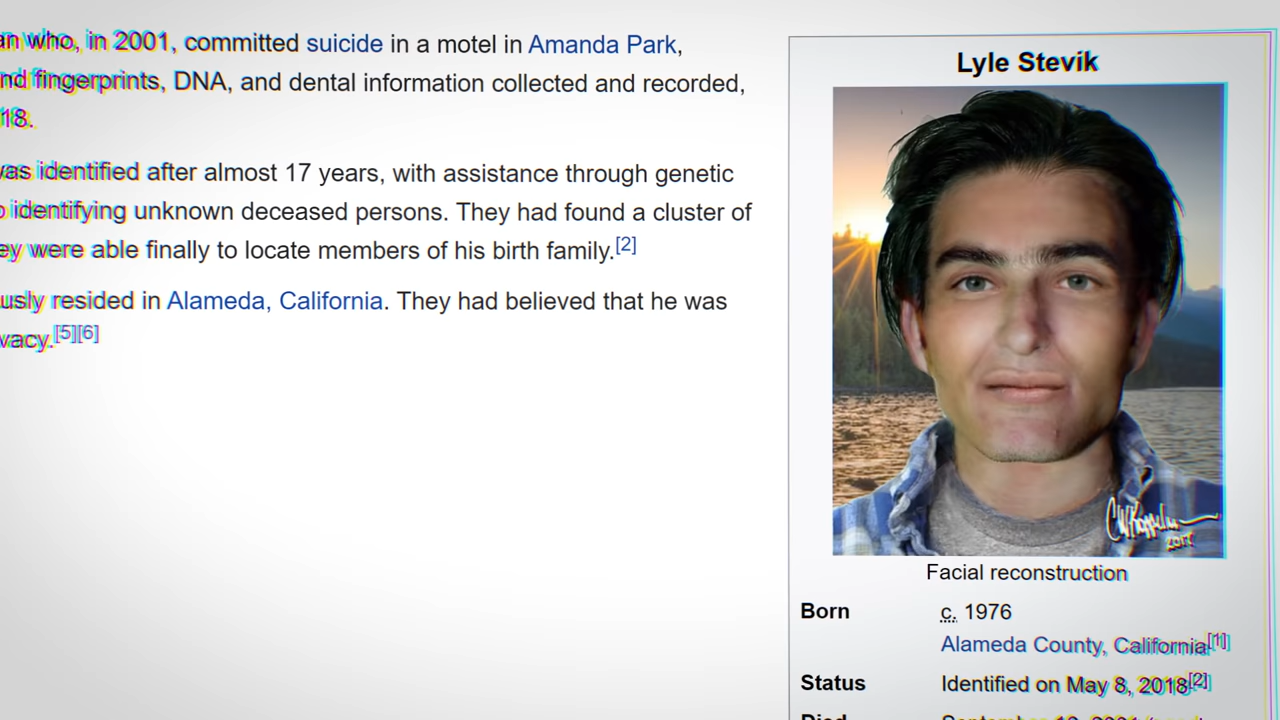 an who, in 2001, committed suicide in a motel in Amanda Park,
nd fingerprints, DNA, and dental information collected and recorded,
18.
was identified after almost 17 years, with assistance through genetic
o identifying unknown deceased persons. They had found a cluster of
ey were able finally to locate members of his birth family.[2]
usly resided in Alameda, California. They had believed that he was
vacy.[5][6]
Lyle Stevik
2017
Facial reconstruction
Born c. 1976
Alameda County, California[1]
Status Identified on May 8, 2018[2]
Died